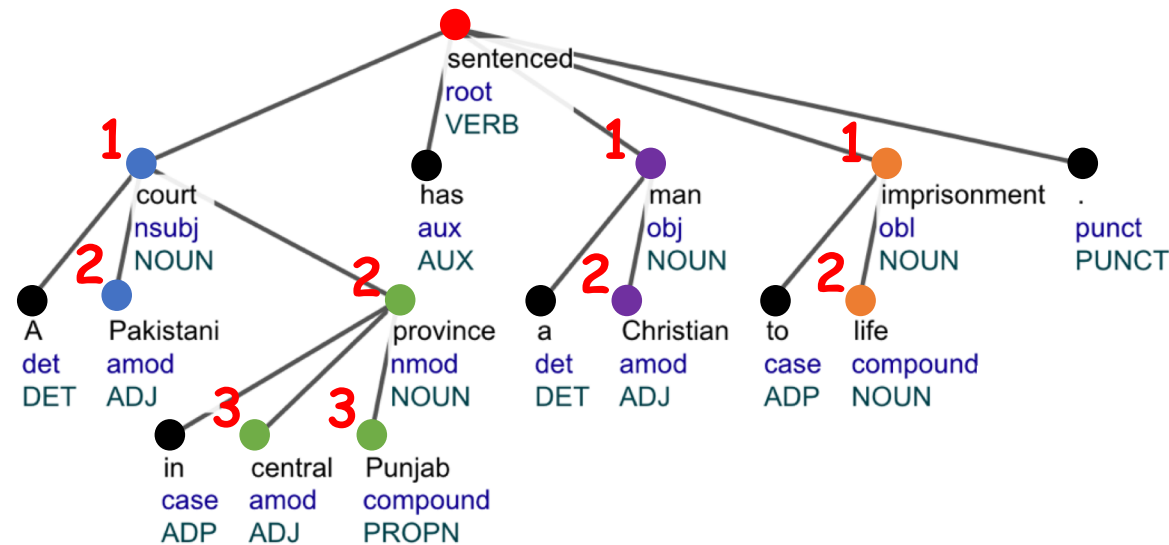 sentenced
root
VERB
1 1 1
court has man imprisonment .
nsubj aux obj obl punct
NOUN AUX NOUN NOUN PUNCT
2 2 2 2
A Pakistani province a Christian to life
det amod nmod det amod case compound
DET ADJ NOUN DET ADJ ADP NOUN
3 3
in central Punjab
case amod compound
ADP ADJ PROPN